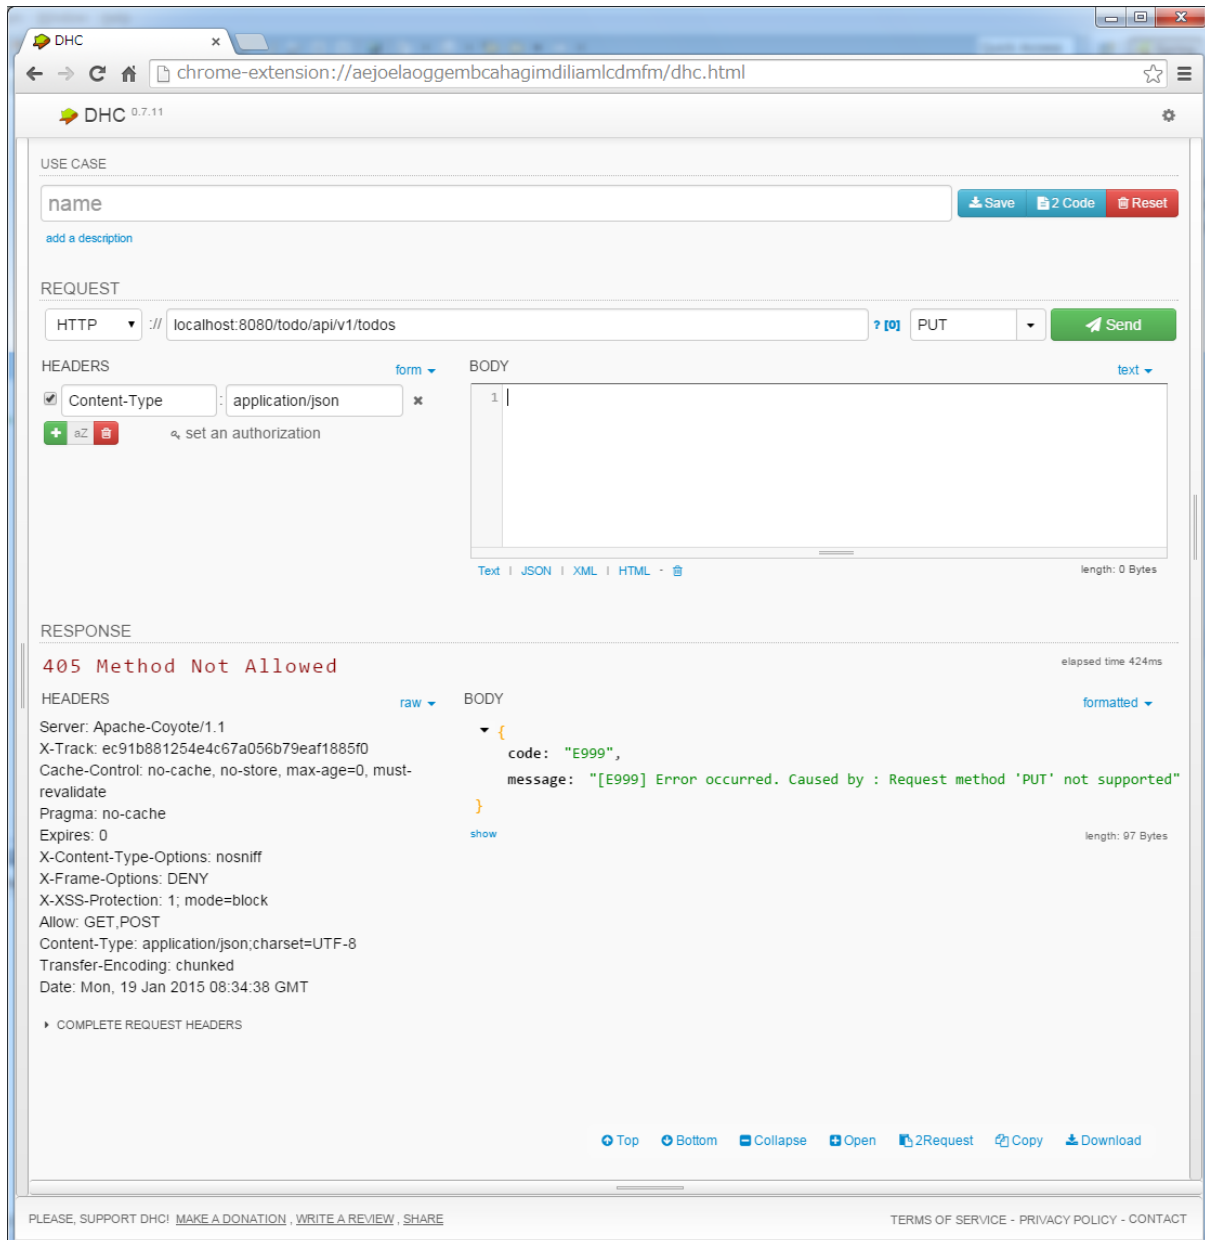 DHC
chrome-extension://aejoelaoggembcahagimdiliamlcdmfm/dhc.html
DHC 0.7.11
USE CASE
name
Save 2 Code Reset
add a description
REQUEST
HTTP :// localhost:8080/todo/api/v1/todos ? [0] PUT Send
HEADERS form
BODY text
Content-Type : application/json
1
aZ set an authorization
Text | JSON | XML | HTML - length: 0 Bytes
RESPONSE
405 Method Not Allowed elapsed time 424ms
HEADERS raw
Server: Apache-Coyote/1.1
X-Track: ec91b881254e4c67a056b79eaf1885f0
Cache-Control: no-cache, no-store, max-age=0, must-
revalidate
Pragma: no-cache
Expires: 0
X-Content-Type-Options: nosniff
X-Frame-Options: DENY
X-XSS-Protection: 1; mode=block
Allow: GET,POST
Content-Type: application/json;charset=UTF-8
Transfer-Encoding: chunked
Date: Mon, 19 Jan 2015 08:34:38 GMT
COMPLETE REQUEST HEADERS
BODY formatted
{
code: "E999",
message: "[E999] Error occurred. Caused by : Request method 'PUT' not supported"
}
show length: 97 Bytes
Top Bottom Collapse Open 2Request Copy Download
PLEASE, SUPPORT DHC! MAKE A DONATION , WRITE A REVIEW , SHARE
TERMS OF SERVICE - PRIVACY POLICY - CONTACT